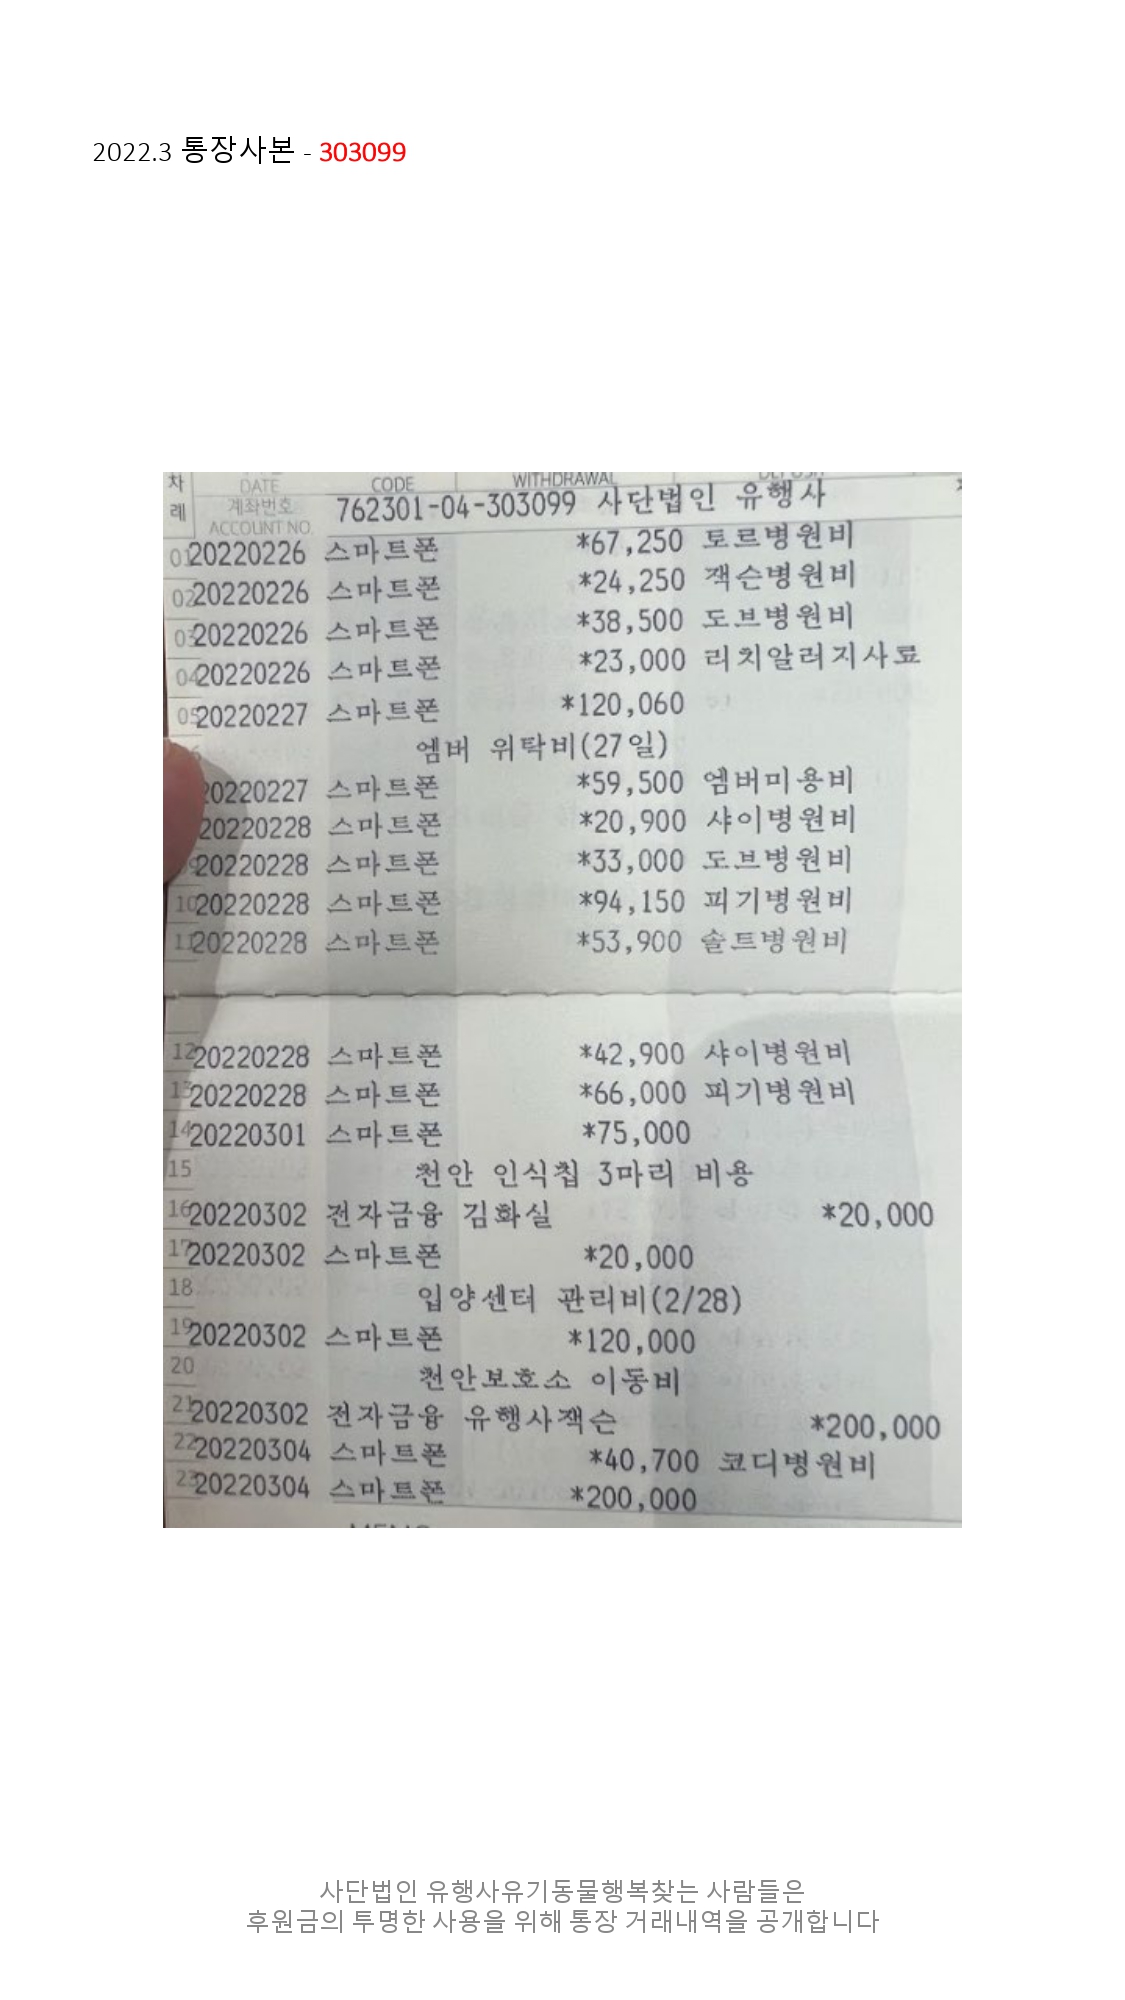 2022.3 통장사본 - 303099
차 DATE CODE WITHDRAWAL
례 계좌번호 762301-04-303099 사단법인 유행사
ACCOUNT NO.
01 20220226 스마트폰 *67,250 토르병원비
02 20220226 스마트폰 *24,250 잭슨병원비
03 20220226 스마트폰 *38,500 도브병원비
04 20220226 스마트폰 *23,000 리치알러지사료
05 20220227 스마트폰 *120,060
엠버 위탁비(27일)
20220227 스마트폰 *59,500 엠버미용비
20220228 스마트폰 *20,900 샤이병원비
20220228 스마트폰 *33,000 도브병원비
10 20220228 스마트폰 *94,150 피기병원비
11 20220228 스마트폰 *53,900 솔트병원비
12 20220228 스마트폰 *42,900 샤이병원비
13 20220228 스마트폰 *66,000 피기병원비
14 20220301 스마트폰 *75,000
15 천안 인식칩 3마리 비용
16 20220302 전자금융 김화실 *20,000
17 20220302 스마트폰 *20,000
18 입양센터 관리비(2/28)
19 20220302 스마트폰 *120,000
20 천안보호소 이동비
21 20220302 전자금융 유행사잭슨 *200,000
22 20220304 스마트폰 *40,700 코디병원비
23 20220304 스마트폰 *200,000
사단법인 유행사유기동물행복찾는 사람들은
후원금의 투명한 사용을 위해 통장 거래내역을 공개합니다